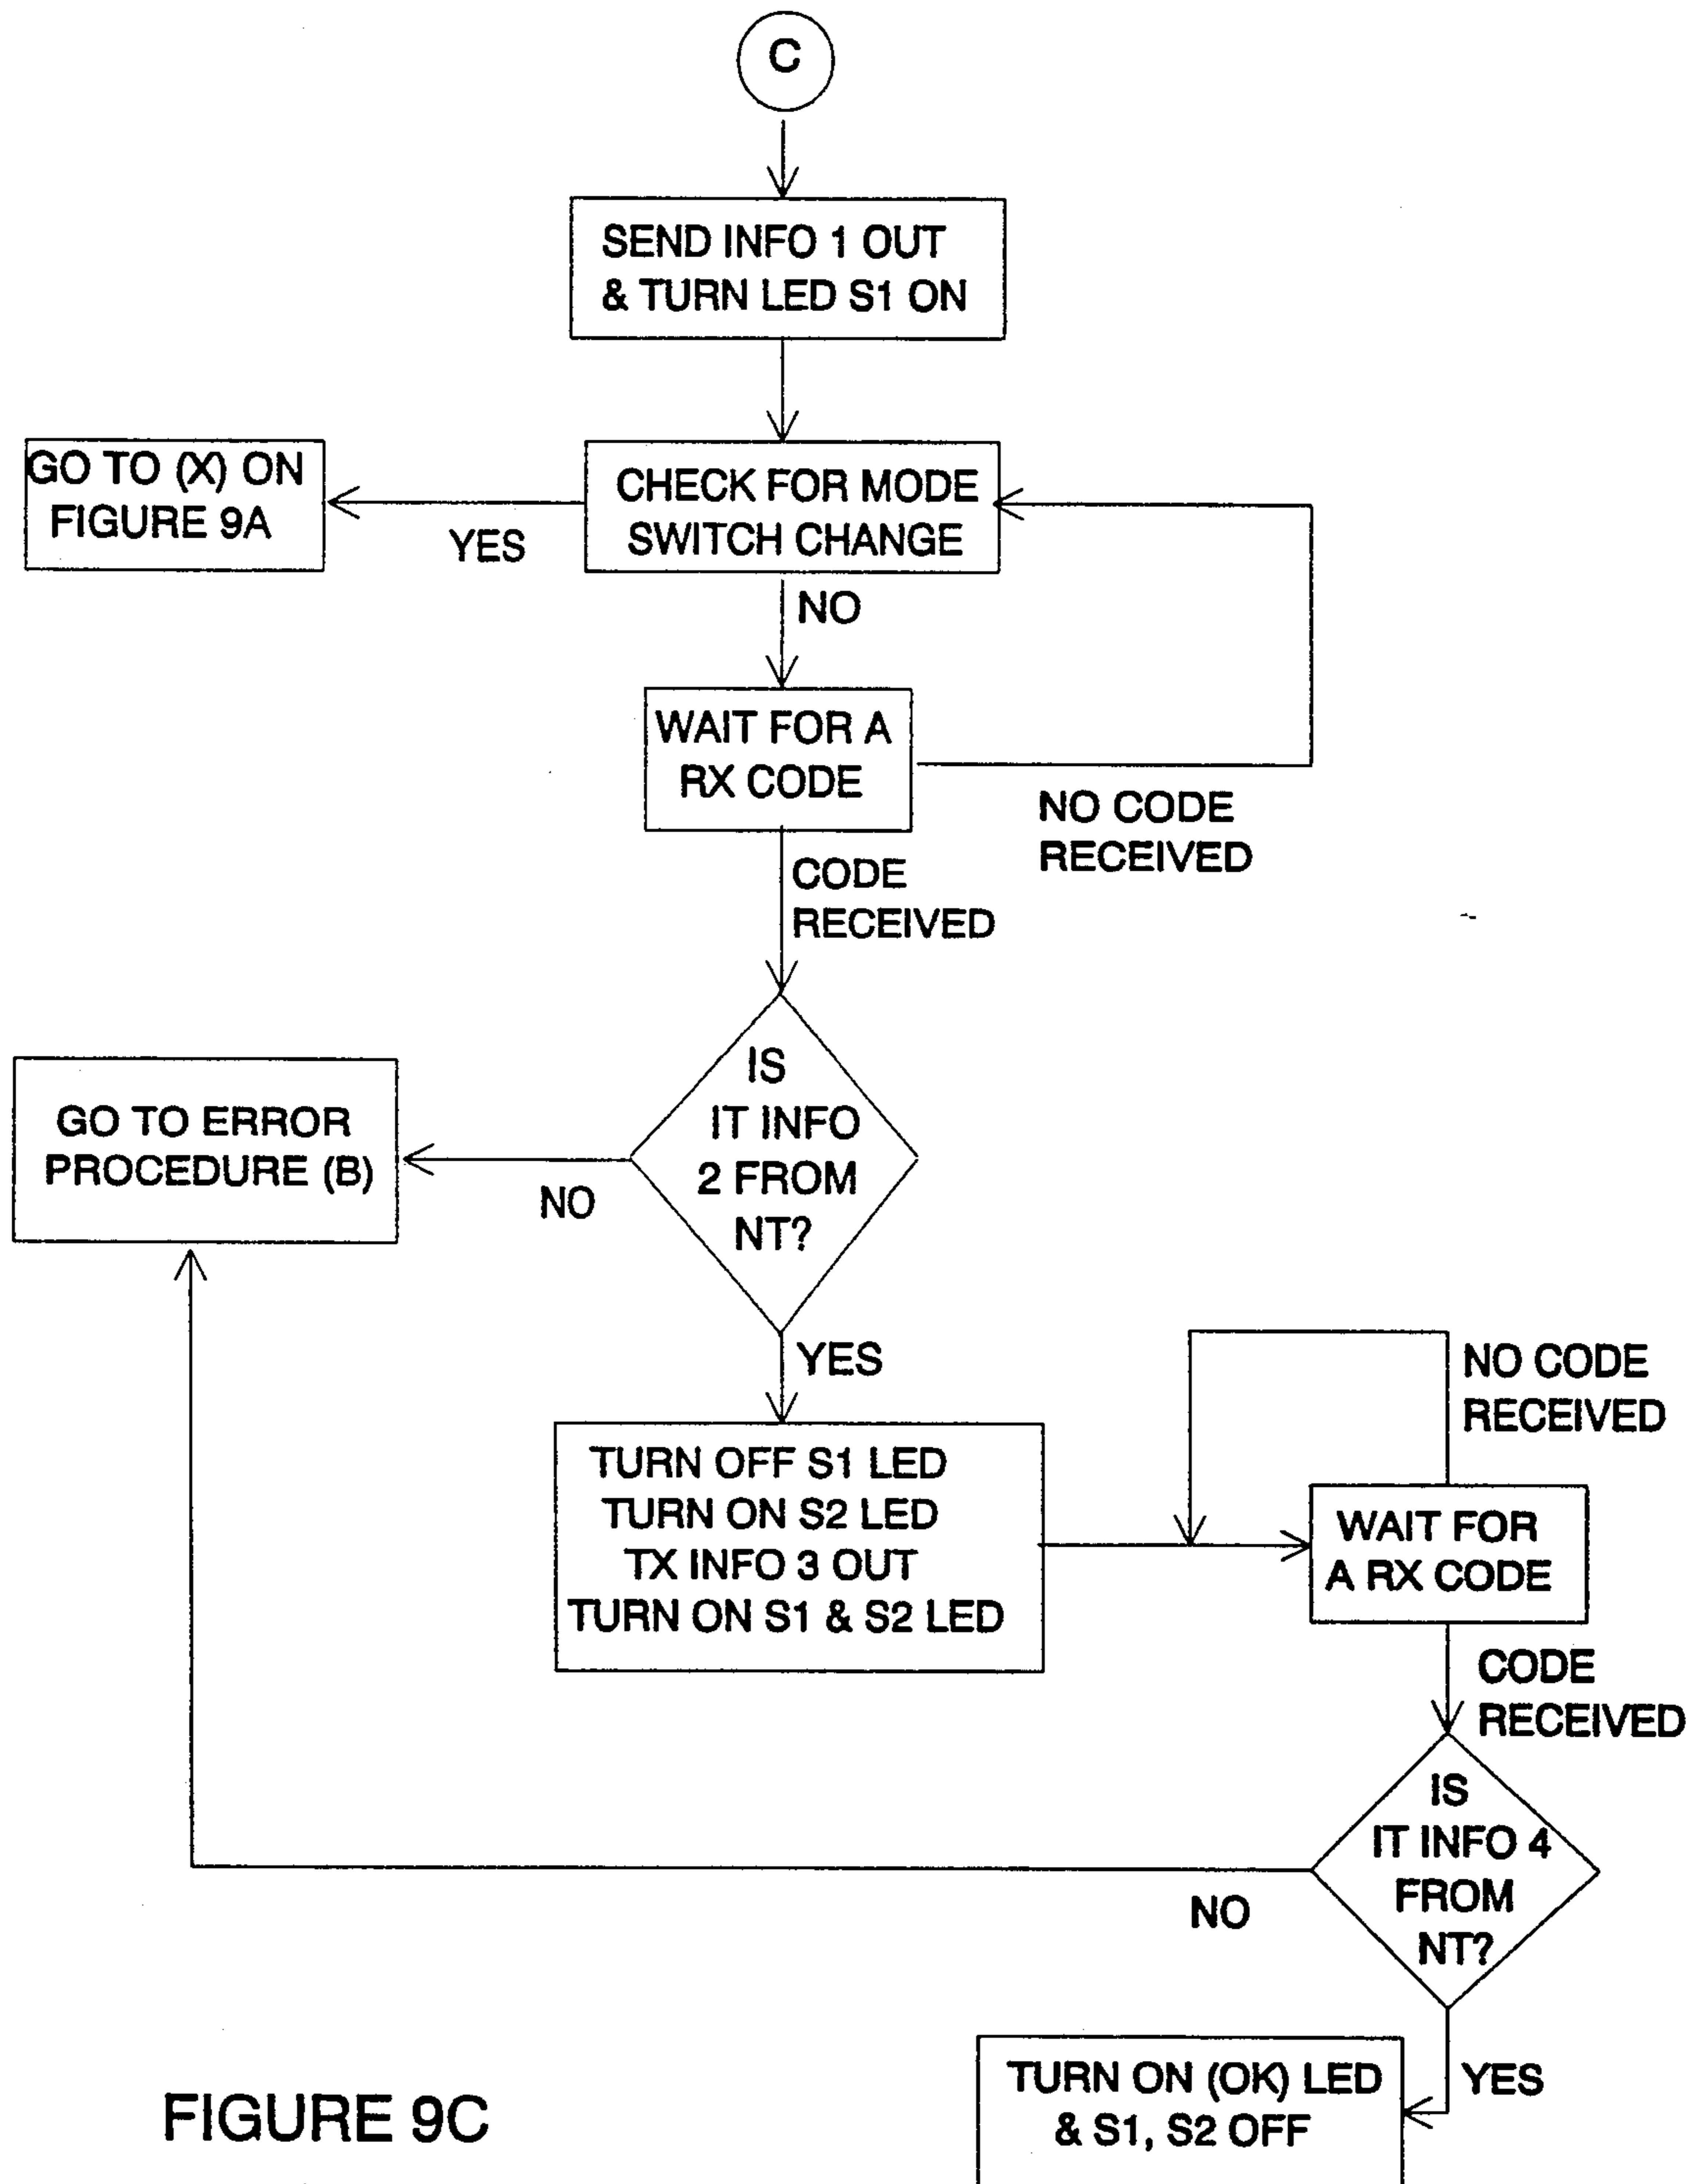 C
SEND INFO 1 OUT
& TURN LED S1 ON
GO TO (X) ON
FIGURE 9A
YES
CHECK FOR MODE
SWITCH CHANGE
NO
WAIT FOR A
RX CODE
NO CODE
RECEIVED
CODE
RECEIVED
IS
IT INFO
2 FROM
NT?
GO TO ERROR
PROCEDURE (B)
NO
YES
TURN OFF S1 LED
TURN ON S2 LED
TX INFO 3 OUT
TURN ON S1 & S2 LED
NO CODE
RECEIVED
WAIT FOR
A RX CODE
CODE
RECEIVED
IS
IT INFO 4
FROM
NT?
NO
YES
TURN ON (OK) LED
& S1, S2 OFF
FIGURE 9C